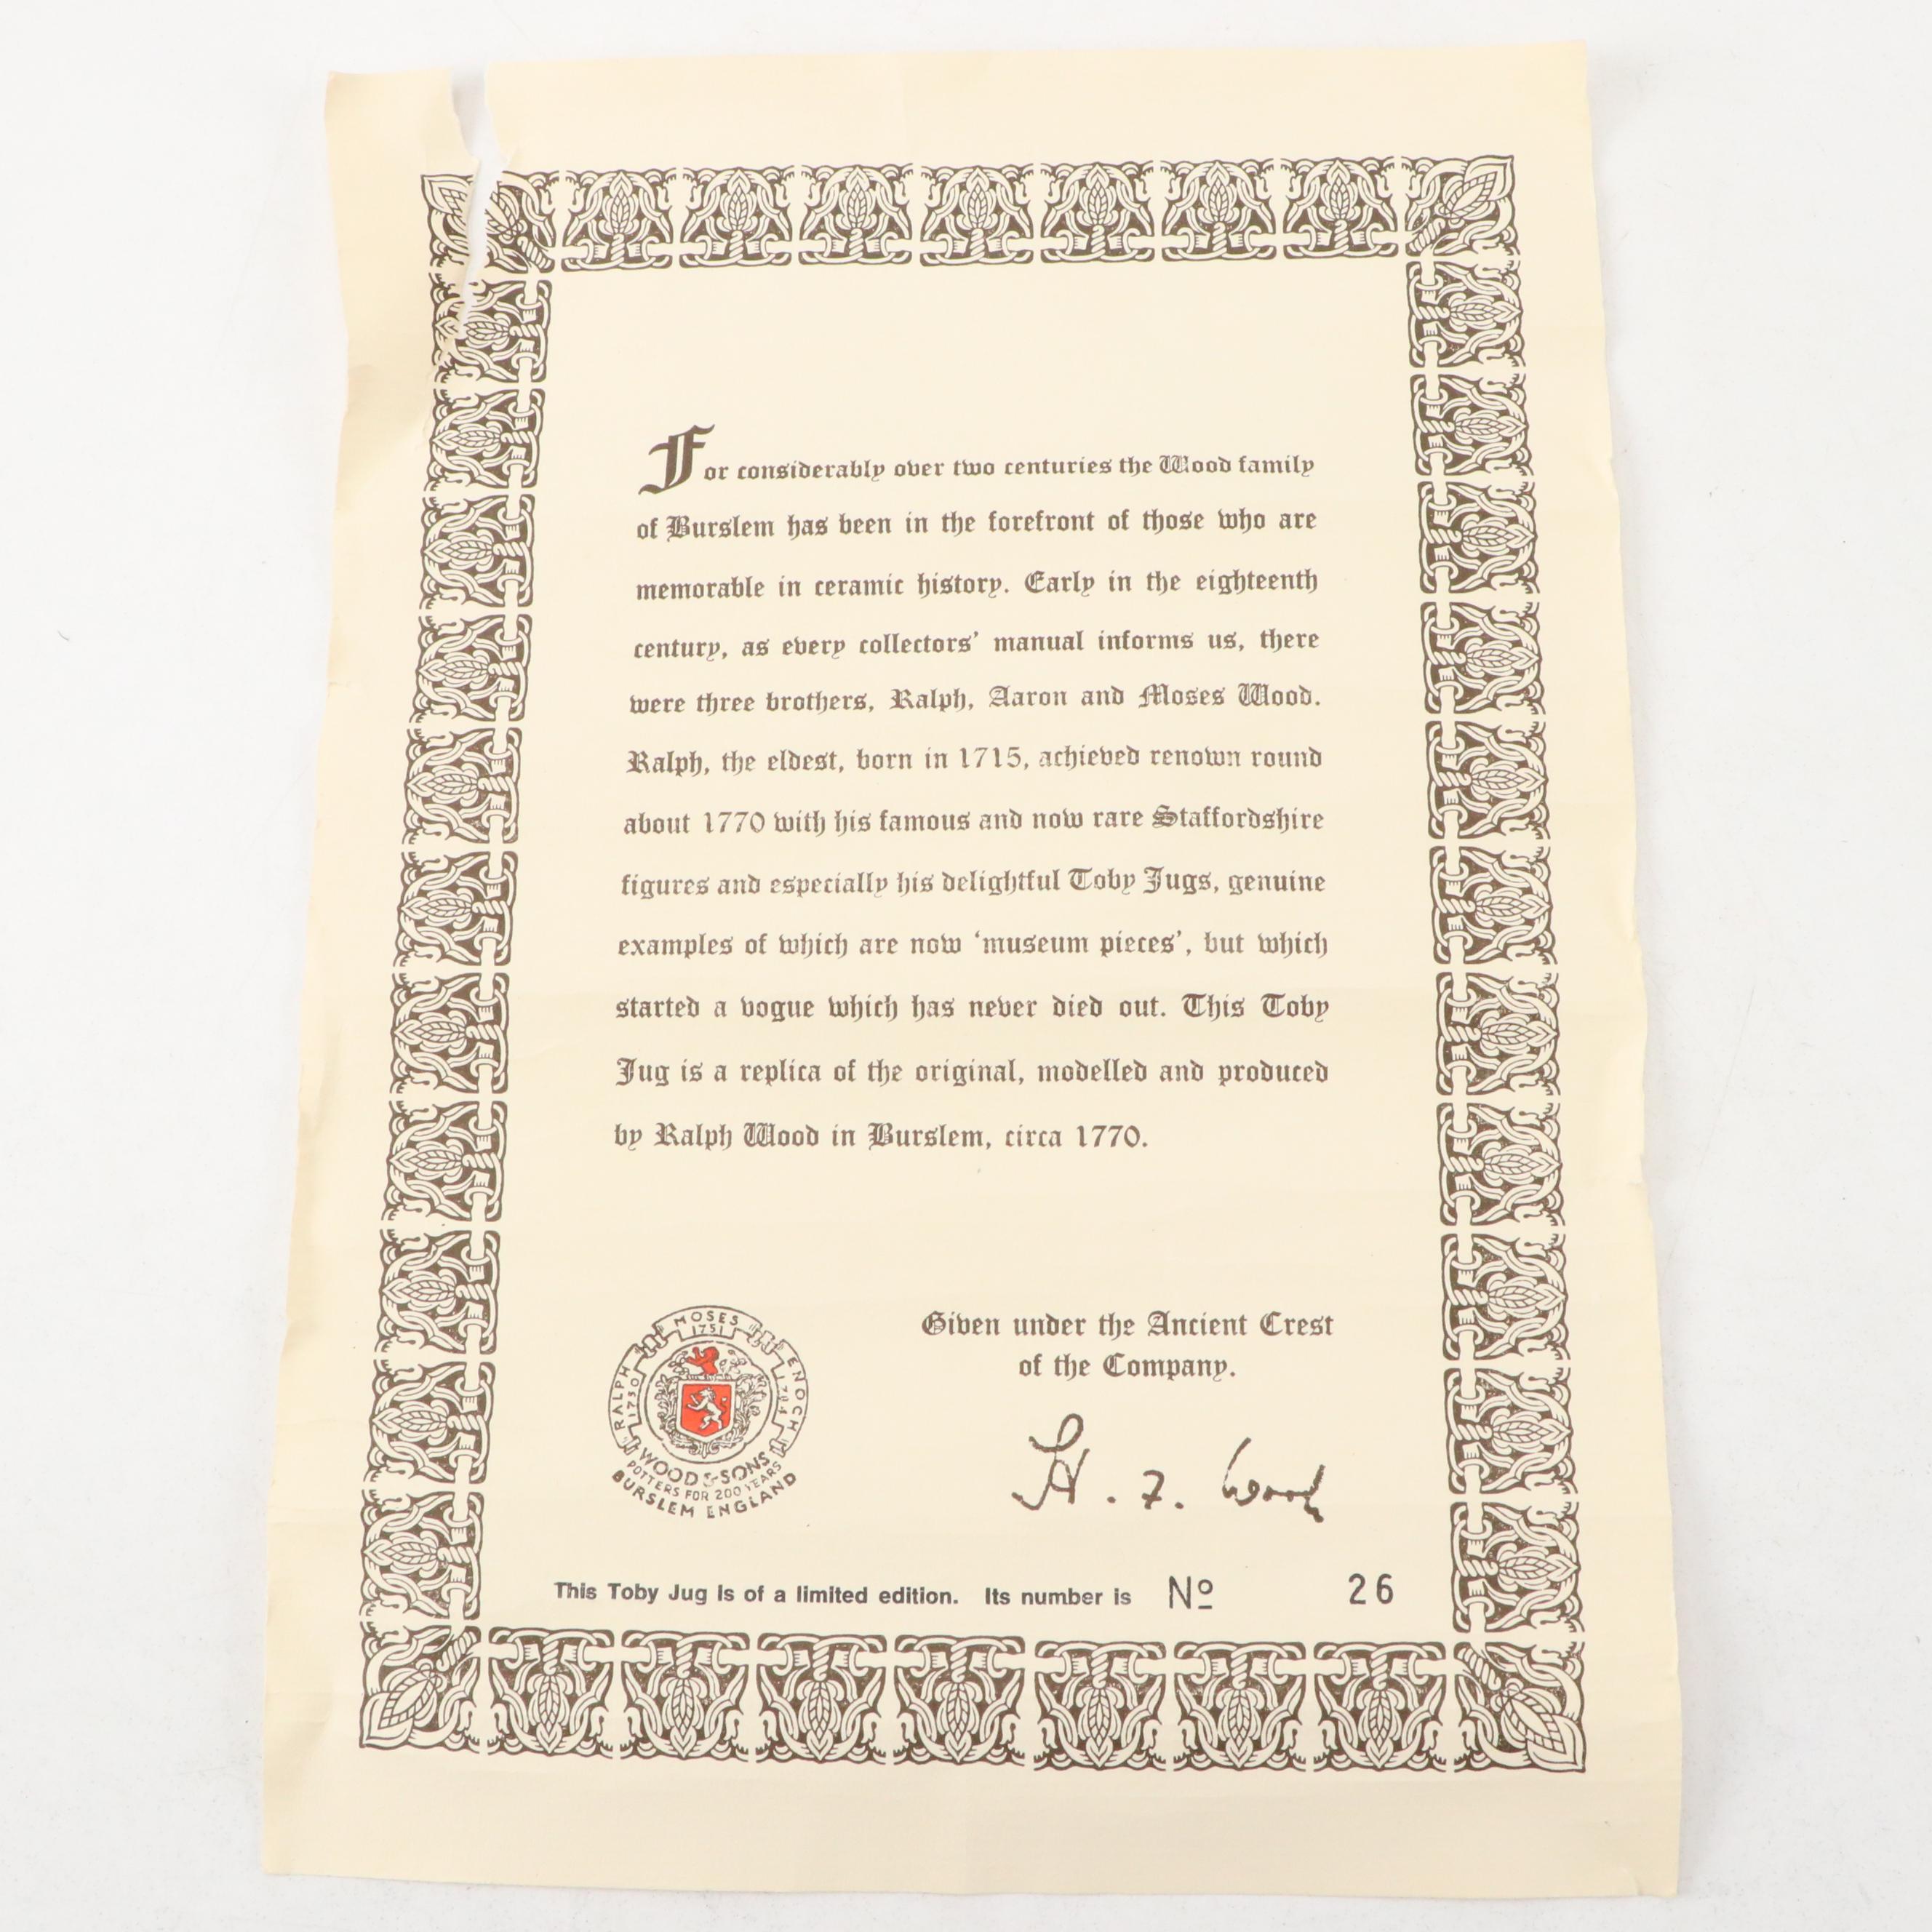 For considerably over two centuries the Wood family
of Burslem has been in the forefront of those who are
memorable in ceramic history. Early in the eighteenth
century, as every collectors' manual informs us, there
were three brothers, Ralph, Aaron and Moses Wood.
Ralph, the eldest, born in 1715, achieved renown round
about 1770 with his famous and now rare Staffordshire
figures and especially his delightful Toby Jugs, genuine
examples of which are now 'museum pieces', but which
started a vogue which has never died out. This Toby
Jug is a replica of the original, modelled and produced
by Ralph Wood in Burslem, circa 1770.
MOSES
1751
RALPH
1750
ENOCH
WOOD & SONS
POTTERS FOR 200 YEARS
BURSLEM ENGLAND
Given under the Ancient Crest
of the Company.
H. F. Wood
This Toby Jug is of a limited edition. Its number is Nº 26